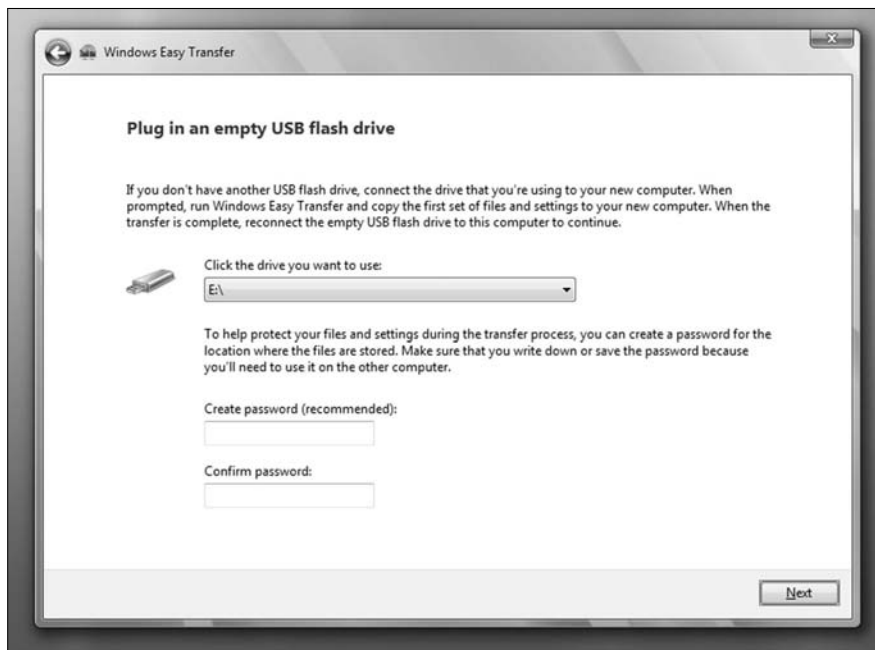 Windows Easy Transfer
Plug in an empty USB flash drive
If you don't have another USB flash drive, connect the drive that you're using to your new computer. When
prompted, run Windows Easy Transfer and copy the first set of files and settings to your new computer. When the
transfer is complete, reconnect the empty USB flash drive to this computer to continue.
Click the drive you want to use:
E:\
To help protect your files and settings during the transfer process, you can create a password for the
location where the files are stored. Make sure that you write down or save the password because
you'll need to use it on the other computer.
Create password (recommended):
Confirm password:
Next